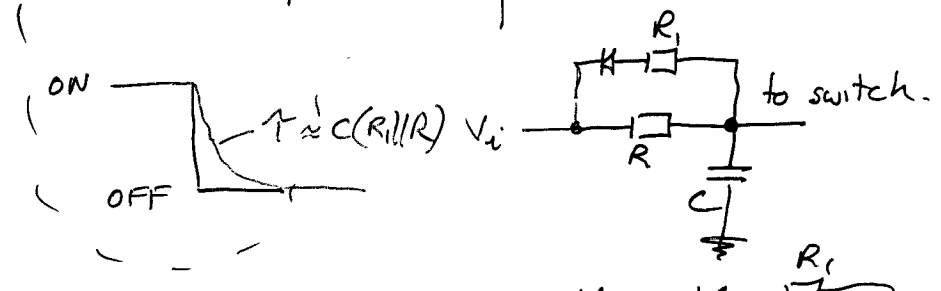 R₁
ON
to switch.
τ ≈ C(R₁||R)
Vᵢ
R
OFF
C
R₁